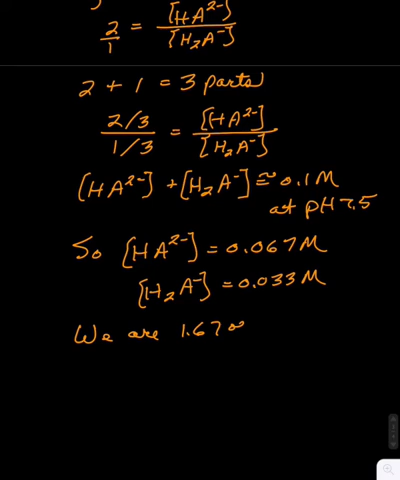 2/1 = [HA²⁻]/[H₂A⁻]
2 + 1 = 3 parts
(2/3)/(1/3) = [HA²⁻]/[H₂A⁻]
[HA²⁻] + [H₂A⁻] ≅ 0.1 M
at pH 7.5
So [HA²⁻] = 0.067 M
[H₂A⁻] = 0.033 M
We are 1.67